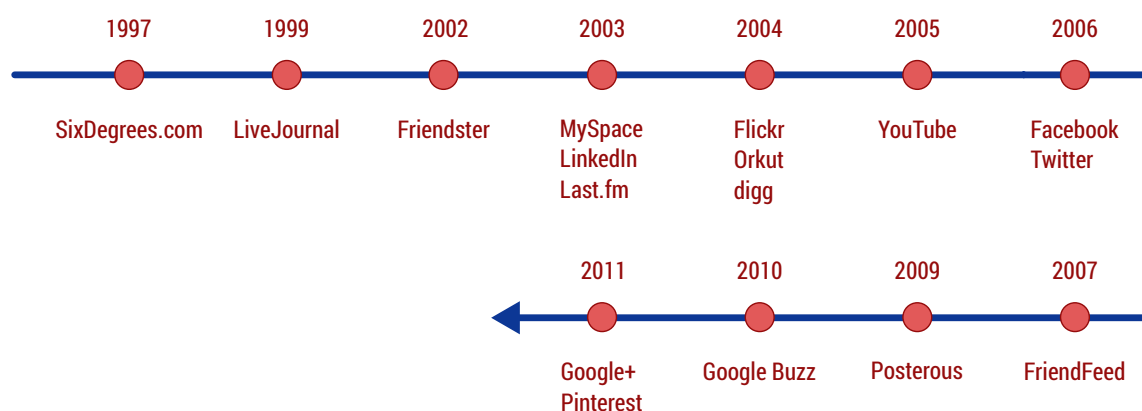 1997 1999 2002 2003 2004 2005 2006
SixDegrees.com LiveJournal Friendster MySpace Flickr YouTube Facebook
LinkedIn Orkut Twitter
Last.fm digg
2011 2010 2009 2007
Google+ Google Buzz Posterous FriendFeed
Pinterest